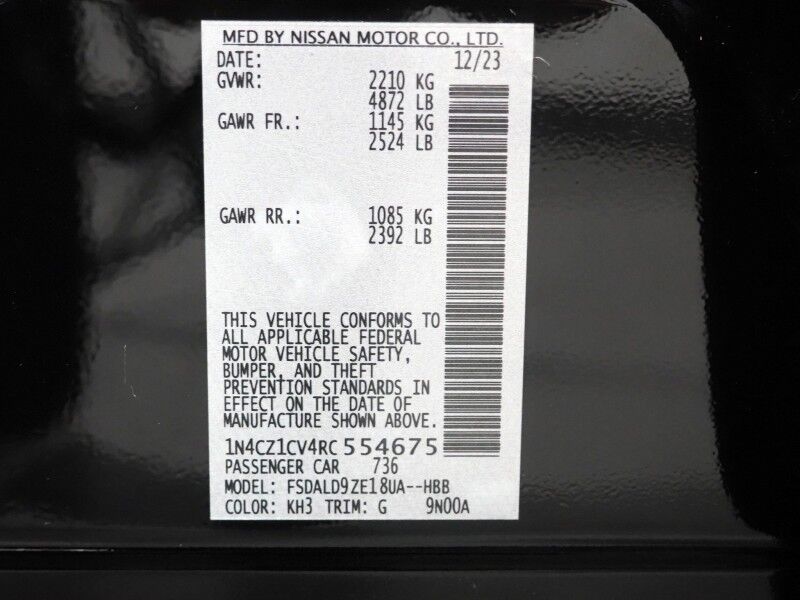 MFD BY NISSAN MOTOR CO., LTD.
DATE: 12/23
GVWR: 2210 KG
4872 LB
GAWR FR.: 1145 KG
2524 LB
GAWR RR.: 1085 KG
2392 LB
THIS VEHICLE CONFORMS TO
ALL APPLICABLE FEDERAL
MOTOR VEHICLE SAFETY,
BUMPER, AND THEFT
PREVENTION STANDARDS IN
EFFECT ON THE DATE OF
MANUFACTURE SHOWN ABOVE.
1N4CZ1CV4RC554675
PASSENGER CAR 736
MODEL: FSDALD9ZE18UA--HBB
COLOR: KH3 TRIM: G 9N00A